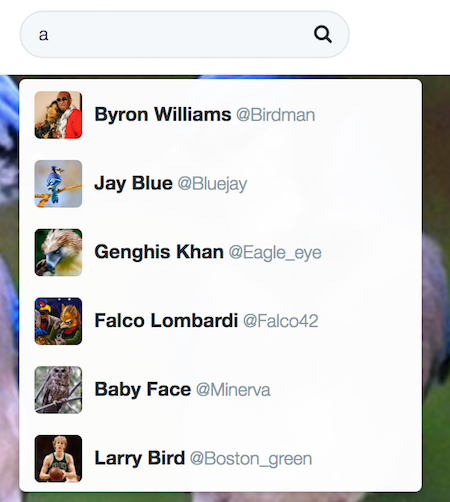 a
Byron Williams @Birdman
Jay Blue @Bluejay
Genghis Khan @Eagle_eye
Falco Lombardi @Falco42
Baby Face @Minerva
Larry Bird @Boston_green